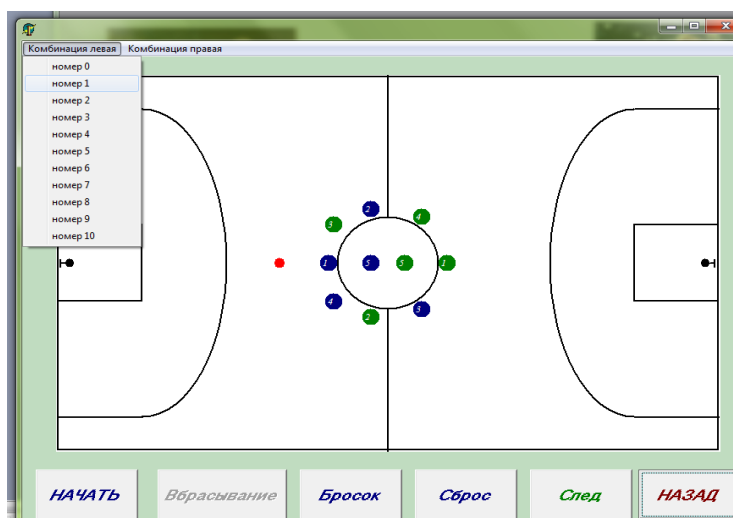 Комбинация левая Комбинация правая
номер 0
номер 1
номер 2
номер 3
номер 4
номер 5
номер 6
номер 7
номер 8
номер 9
номер 10
2
4
3
1
5
5
1
4
2
3
НАЧАТЬ Вбрасывание Бросок Сброс След НАЗАД